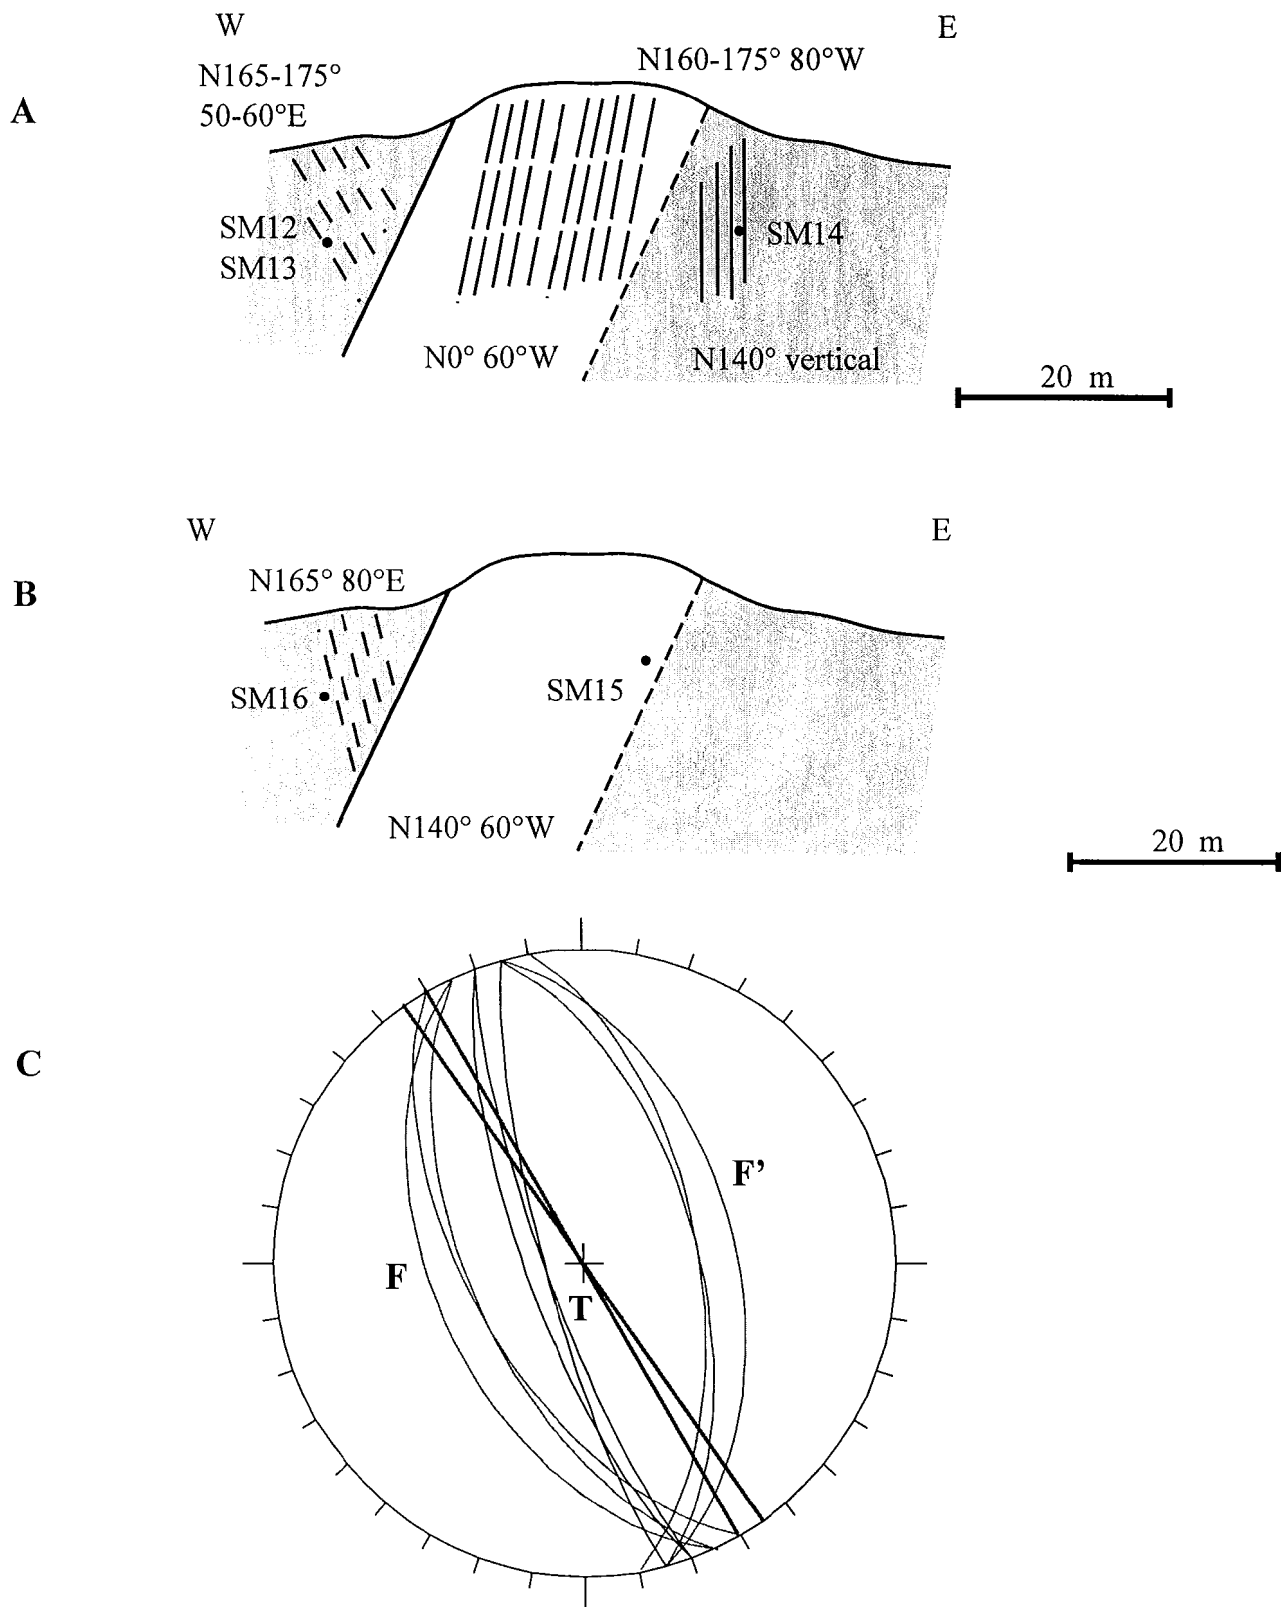 W
E
N165-175°
50-60°E
N160-175° 80°W
A
SM12
SM13
SM14
N0° 60°W
N140° vertical
20 m
W
E
B
N165° 80°E
SM16
SM15
N140° 60°W
20 m
C
F'
F
T